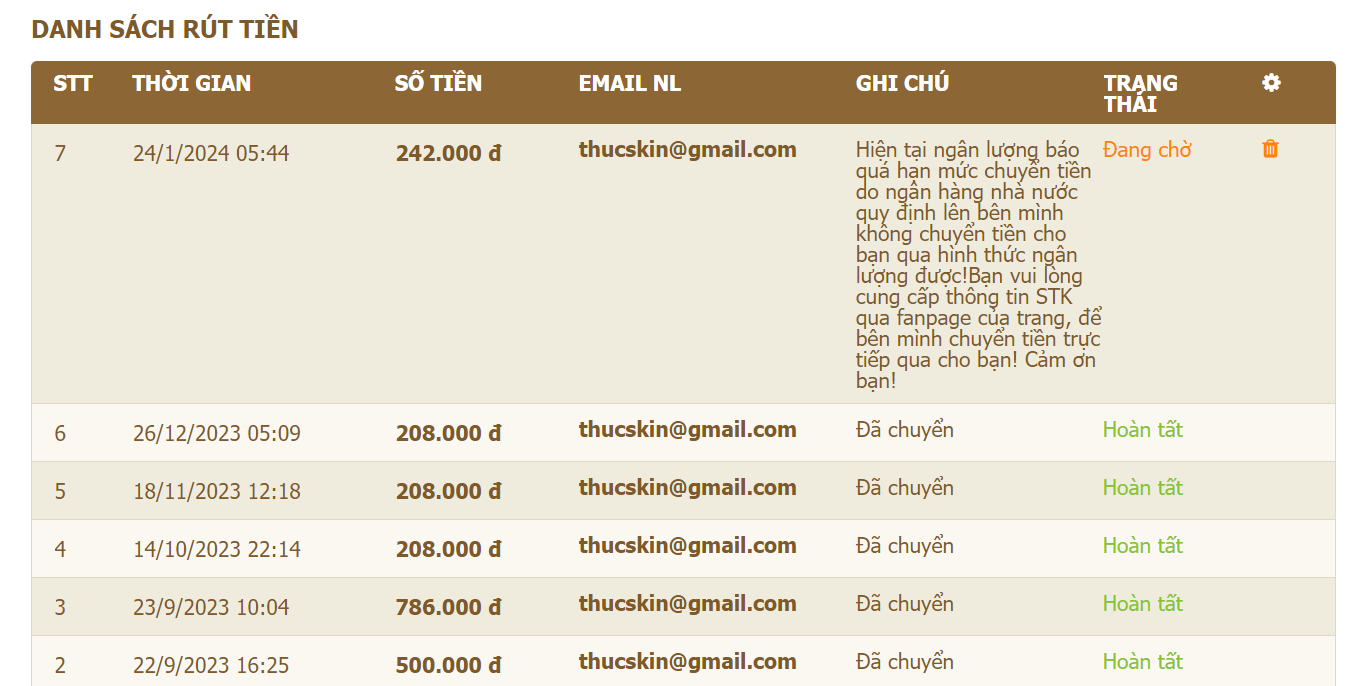 DANH SÁCH RÚT TIỀN
STT THỜI GIAN SỐ TIỀN EMAIL NL GHI CHÚ TRẠNG
THÁI
7 24/1/2024 05:44 242.000 đ thucskin@gmail.com Hiện tại ngân lượng báo Đang chờ
quá hạn mức chuyển tiền
do ngân hàng nhà nước
quy định lên bên mình
không chuyển tiền cho
bạn qua hình thức ngân
lượng được!Bạn vui lòng
cung cấp thông tin STK
qua fanpage của trang, để
bên mình chuyển tiền trực
tiếp qua cho bạn! Cảm ơn
bạn!
6 26/12/2023 05:09 208.000 đ thucskin@gmail.com Đã chuyển Hoàn tất
5 18/11/2023 12:18 208.000 đ thucskin@gmail.com Đã chuyển Hoàn tất
4 14/10/2023 22:14 208.000 đ thucskin@gmail.com Đã chuyển Hoàn tất
3 23/9/2023 10:04 786.000 đ thucskin@gmail.com Đã chuyển Hoàn tất
2 22/9/2023 16:25 500.000 đ thucskin@gmail.com Đã chuyển Hoàn tất